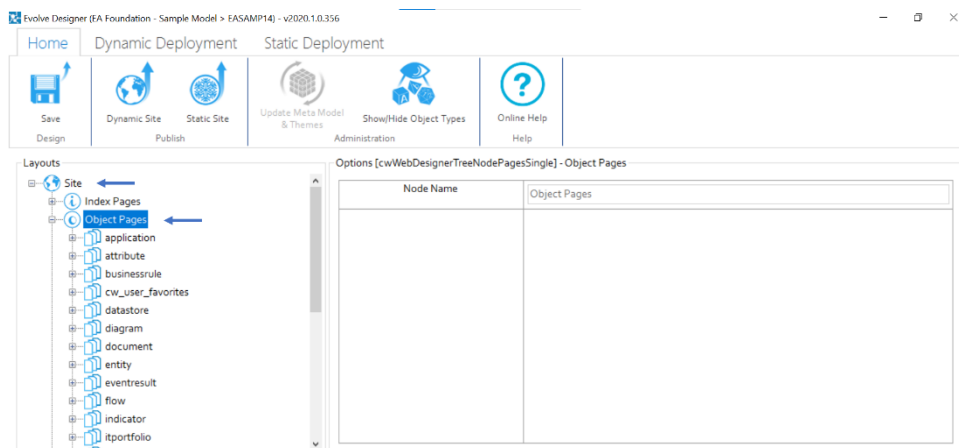 Evolve Designer (EA Foundation - Sample Model > EASAMP14) - v2020.1.0.356
Home Dynamic Deployment Static Deployment
Save Dynamic Site Static Site Update Meta Model & Themes Show/Hide Object Types Online Help
Design Publish Administration Help
Layouts
Site
Index Pages
Object Pages
application
attribute
businessrule
cw_user_favorites
datastore
diagram
document
entity
eventresult
flow
indicator
itportfolio
Options [cwWebDesignerTreeNodePagesSingle] - Object Pages
Node Name Object Pages